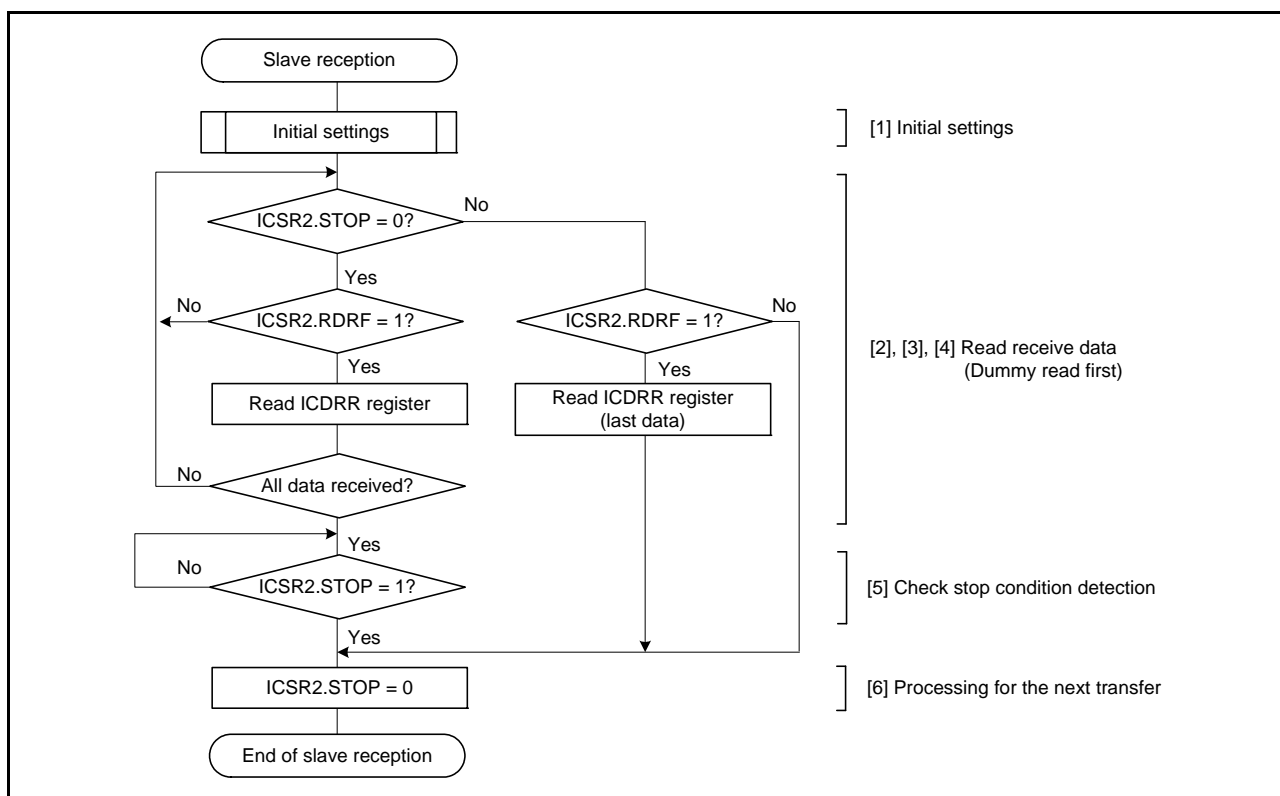 Slave reception
Initial settings
[1] Initial settings
ICSR2.STOP = 0?
No
Yes
No
ICSR2.RDRF = 1?
ICSR2.RDRF = 1?
No
[2], [3], [4] Read receive data
(Dummy read first)
Yes
Yes
Read ICDRR register
Read ICDRR register
(last data)
No
All data received?
Yes
No
ICSR2.STOP = 1?
[5] Check stop condition detection
Yes
ICSR2.STOP = 0
[6] Processing for the next transfer
End of slave reception